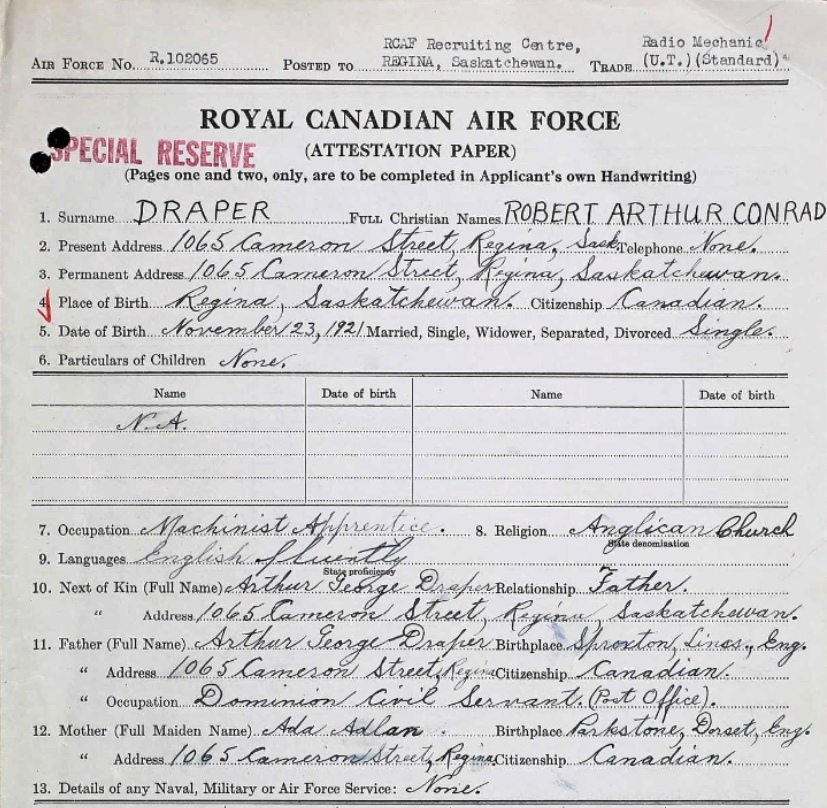 AIR FORCE No. R.102065 POSTED TO RCAF Recruiting Centre, REGINA, Saskatchewan. TRADE Radio Mechanic (U.T.)(Standard)
ROYAL CANADIAN AIR FORCE
SPECIAL RESERVE (ATTESTATION PAPER)
(Pages one and two, only, are to be completed in Applicant's own Handwriting)
1. Surname DRAPER FULL Christian Names ROBERT ARTHUR CONRAD
2. Present Address 1065 Cameron Street, Regina, Sask Telephone None.
3. Permanent Address 1065 Cameron Street, Regina, Saskatchewan.
4. Place of Birth Regina, Saskatchewan. Citizenship Canadian.
5. Date of Birth November 23, 1921 Married, Single, Widower, Separated, Divorced Single.
6. Particulars of Children None.
Name Date of birth Name Date of birth
N.A.
7. Occupation Machinist Apprentice. 8. Religion Anglican Church
State denomination
9. Languages English fluently
State proficiency
10. Next of Kin (Full Name) Arthur George Draper Relationship Father.
" Address 1065 Cameron Street, Regina, Saskatchewan.
11. Father (Full Name) Arthur George Draper Birthplace Sproxton, Lincs., Eng.
" Address 1065 Cameron Street, Regina Citizenship Canadian.
" Occupation Dominion Civil Servant. (Post Office).
12. Mother (Full Maiden Name) Ada Adlan Birthplace Parkstone, Dorset, Eng.
" Address 1065 Cameron Street, Regina. Citizenship Canadian.
13. Details of any Naval, Military or Air Force Service: None.